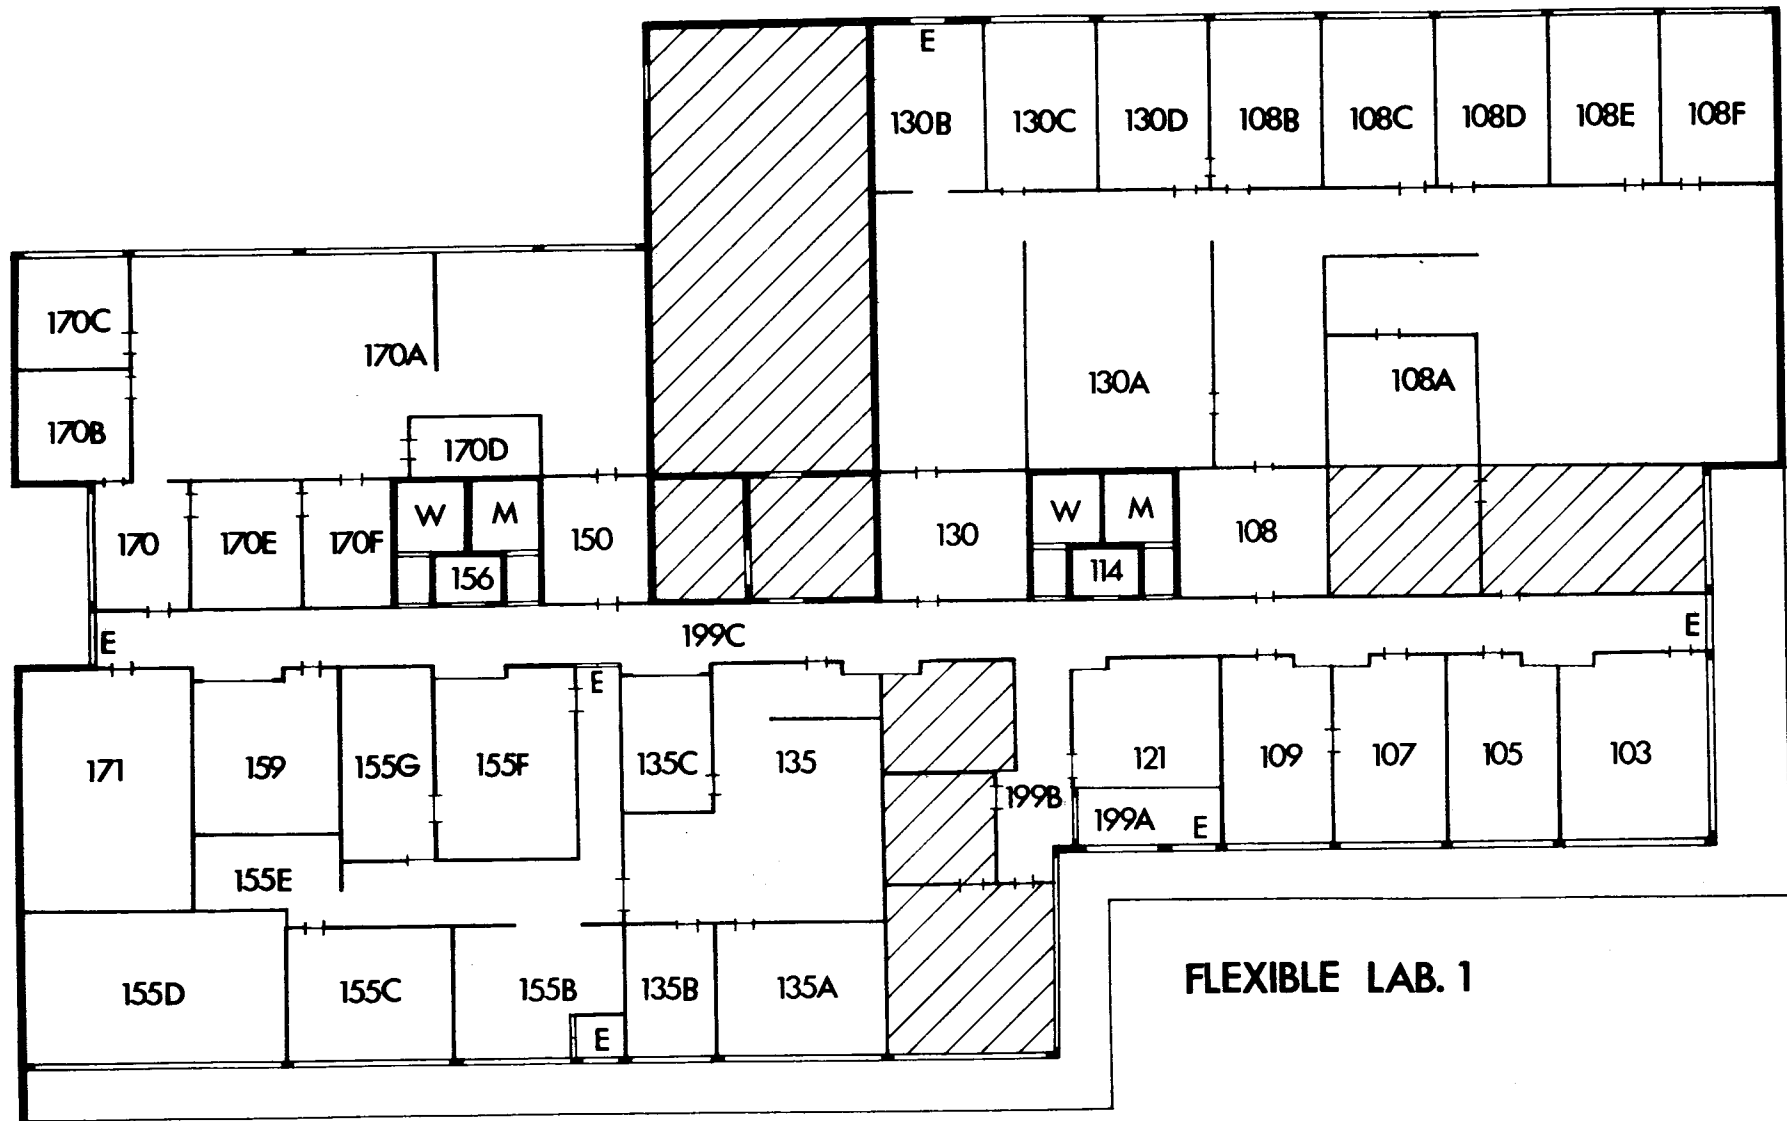 E
130B 130C 130D 108B 108C 108D 108E 108F
170C
170A
130A 108A
170B
170D
W M W M
170 170E 170F 150 130 108
156 114
199C
E E
E
171 159 155G 155F 135C 135 121 109 107 105 103
199B
199A E
155E
155D 155C 155B 135B 135A
FLEXIBLE LAB. 1
E